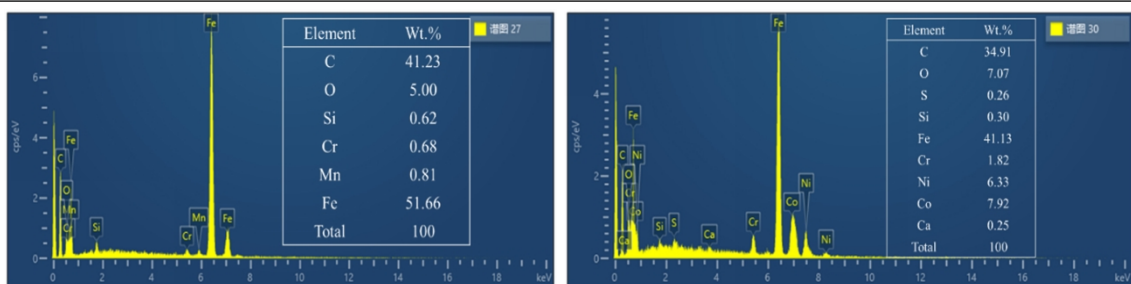 谱图 27
Element Wt.%
C 41.23
O 5.00
Si 0.62
Cr 0.68
Mn 0.81
Fe 51.66
Total 100
cps/eV
6
4
2
0
Fe
Fe
C
O
Mn
Cr
Si
Cr
Mn
Fe
0 2 4 6 8 10 12 14 16 18 keV
谱图 30
Element Wt.%
C 34.91
O 7.07
S 0.26
Si 0.30
Fe 41.13
Cr 1.82
Ni 6.33
Co 7.92
Ca 0.25
Total 100
cps/eV
4
2
0
Fe
Fe
C
Ni
O
Cr
Co
Ca
Si
S
Ca
Cr
Co
Ni
Ni
0 2 4 6 8 10 12 14 16 18 keV